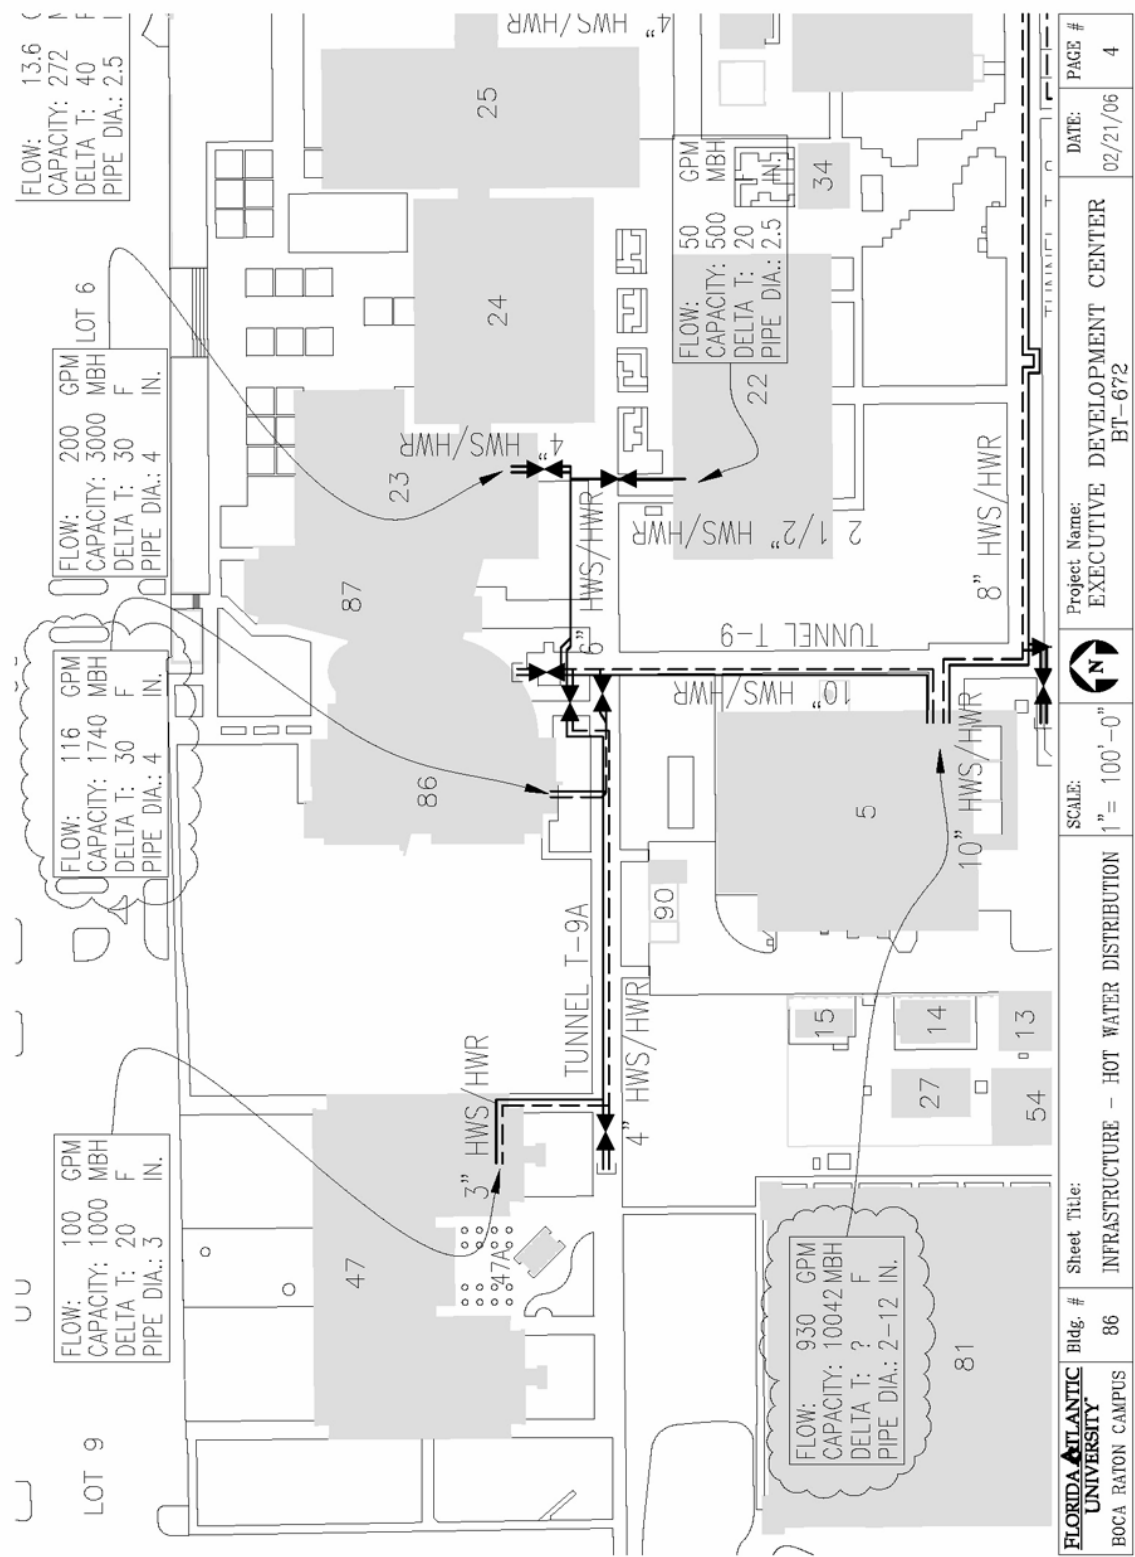 LOT 9
FLOW: 100 GPM
CAPACITY: 1000 MBH
DELTA T: 20 F
PIPE DIA.: 3 IN.
FLOW: 116 GPM
CAPACITY: 1740 MBH
DELTA T: 30 F
PIPE DIA.: 4 IN.
FLOW: 200 GPM
CAPACITY: 3000 MBH
DELTA T: 30 F
PIPE DIA.: 4 IN.
LOT 6
FLOW: 13.6
CAPACITY: 272
DELTA T: 40
PIPE DIA.: 2.5
47
47A
3" HWS/HWR
TUNNEL T-9A
4" HWS/HWR
86
87
23
24
25
4" HWS/HWR
4" HWS/HWR
6" HWS/HWR
2 1/2" HWS/HWR
22
FLOW: 50 GPM
CAPACITY: 500 MBH
DELTA T: 20
PIPE DIA.: 2.5 IN.
34
TUNNEL T-9
10" HWS/HWR
8" HWS/HWR
10" HWS/HWR
5
90
15
14
13
27
54
81
FLOW: 930 GPM
CAPACITY: 10042 MBH
DELTA T: ? F
PIPE DIA.: 2-12 IN.
FLORIDA ATLANTIC
UNIVERSITY
BOCA RATON CAMPUS
Bldg. #
86
Sheet Title:
INFRASTRUCTURE - HOT WATER DISTRIBUTION
SCALE:
1"= 100'-0"
N
Project Name:
EXECUTIVE DEVELOPMENT CENTER
BT-672
DATE:
02/21/06
PAGE #
4